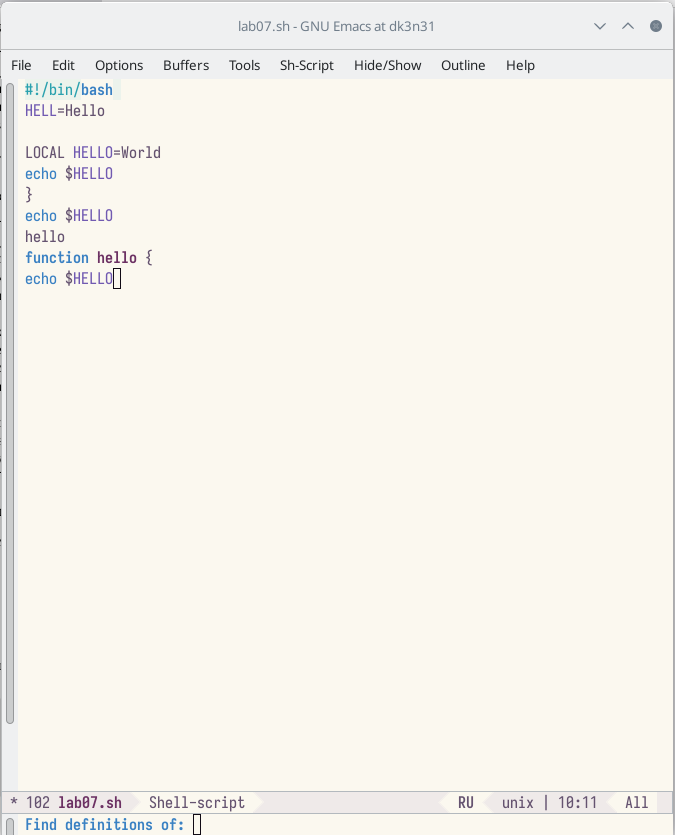 lab07.sh - GNU Emacs at dk3n31
File Edit Options Buffers Tools Sh-Script Hide/Show Outline Help
#!/bin/bash
HELL=Hello
LOCAL HELLO=World
echo $HELLO
}
echo $HELLO
hello
function hello {
echo $HELLO
* 102 lab07.sh Shell-script RU unix | 10:11 All
Find definitions of: